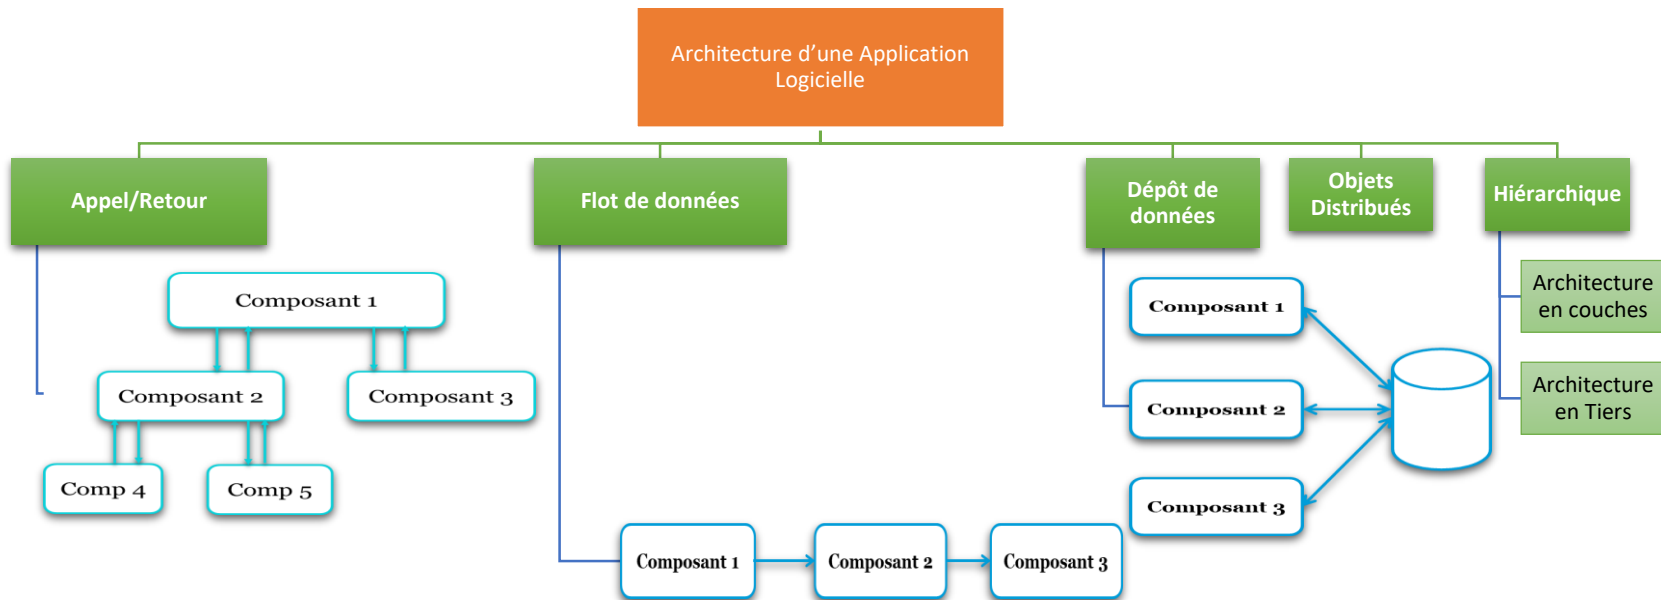 Architecture d’une Application
Logicielle
Appel/Retour
Flot de données
Dépôt de
données
Objets
Distribués
Hiérarchique
Composant 1
Composant 2
Composant 3
Comp 4
Comp 5
Composant 1
Composant 2
Composant 3
Composant 1
Composant 2
Composant 3
Architecture
en couches
Architecture
en Tiers